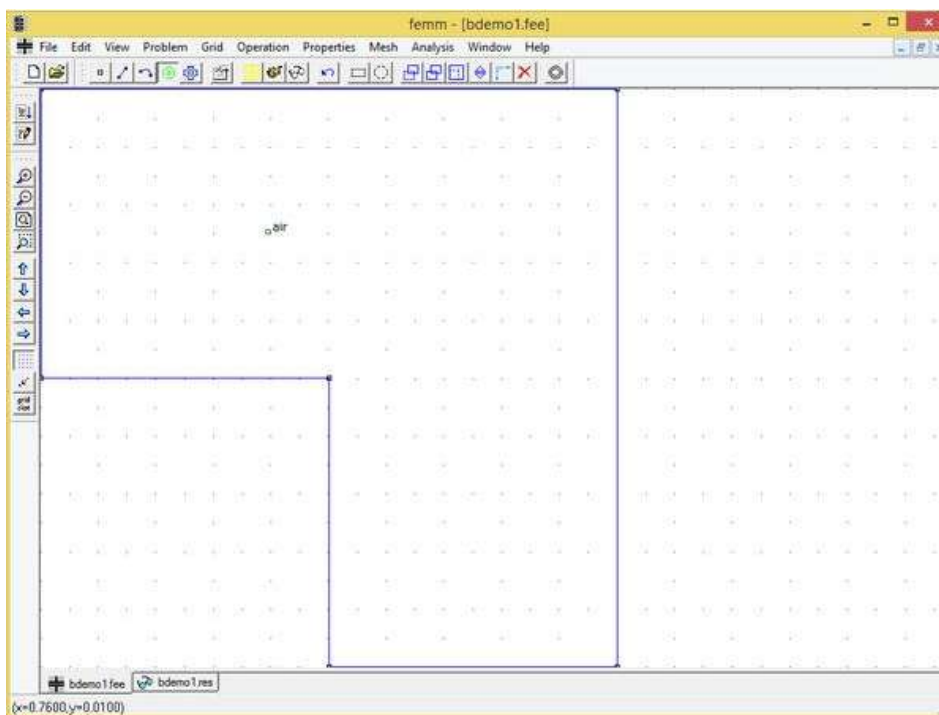 femm - [bdemo1.fee]
File Edit View Problem Grid Operation Properties Mesh Analysis Window Help
air
bdemo1.fee bdemo1.res
(x=0.7600,y=0.0100)